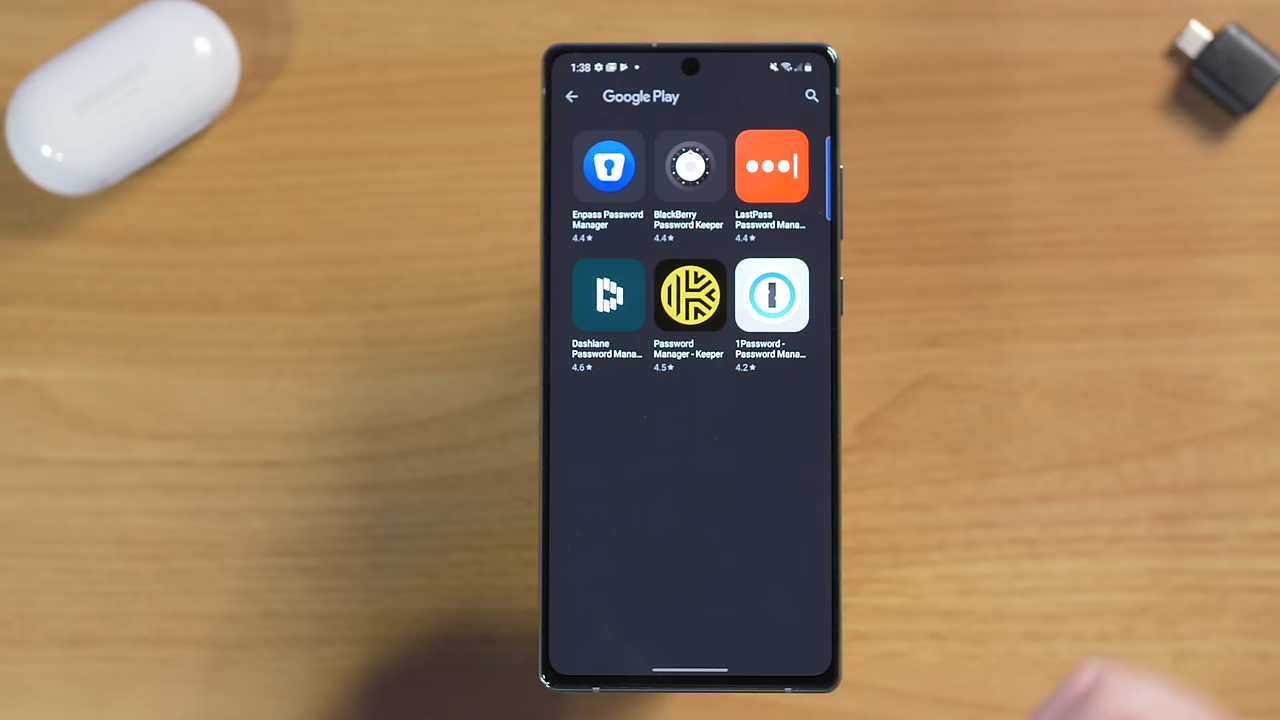 1:38
Google Play
Enpass Password
Manager
4.4★
BlackBerry
Password Keeper
4.4★
LastPass
Password Mana...
4.4★
Dashlane
Password Mana...
4.6★
Password
Manager - Keeper
4.5★
1Password -
Password Mana...
4.2★